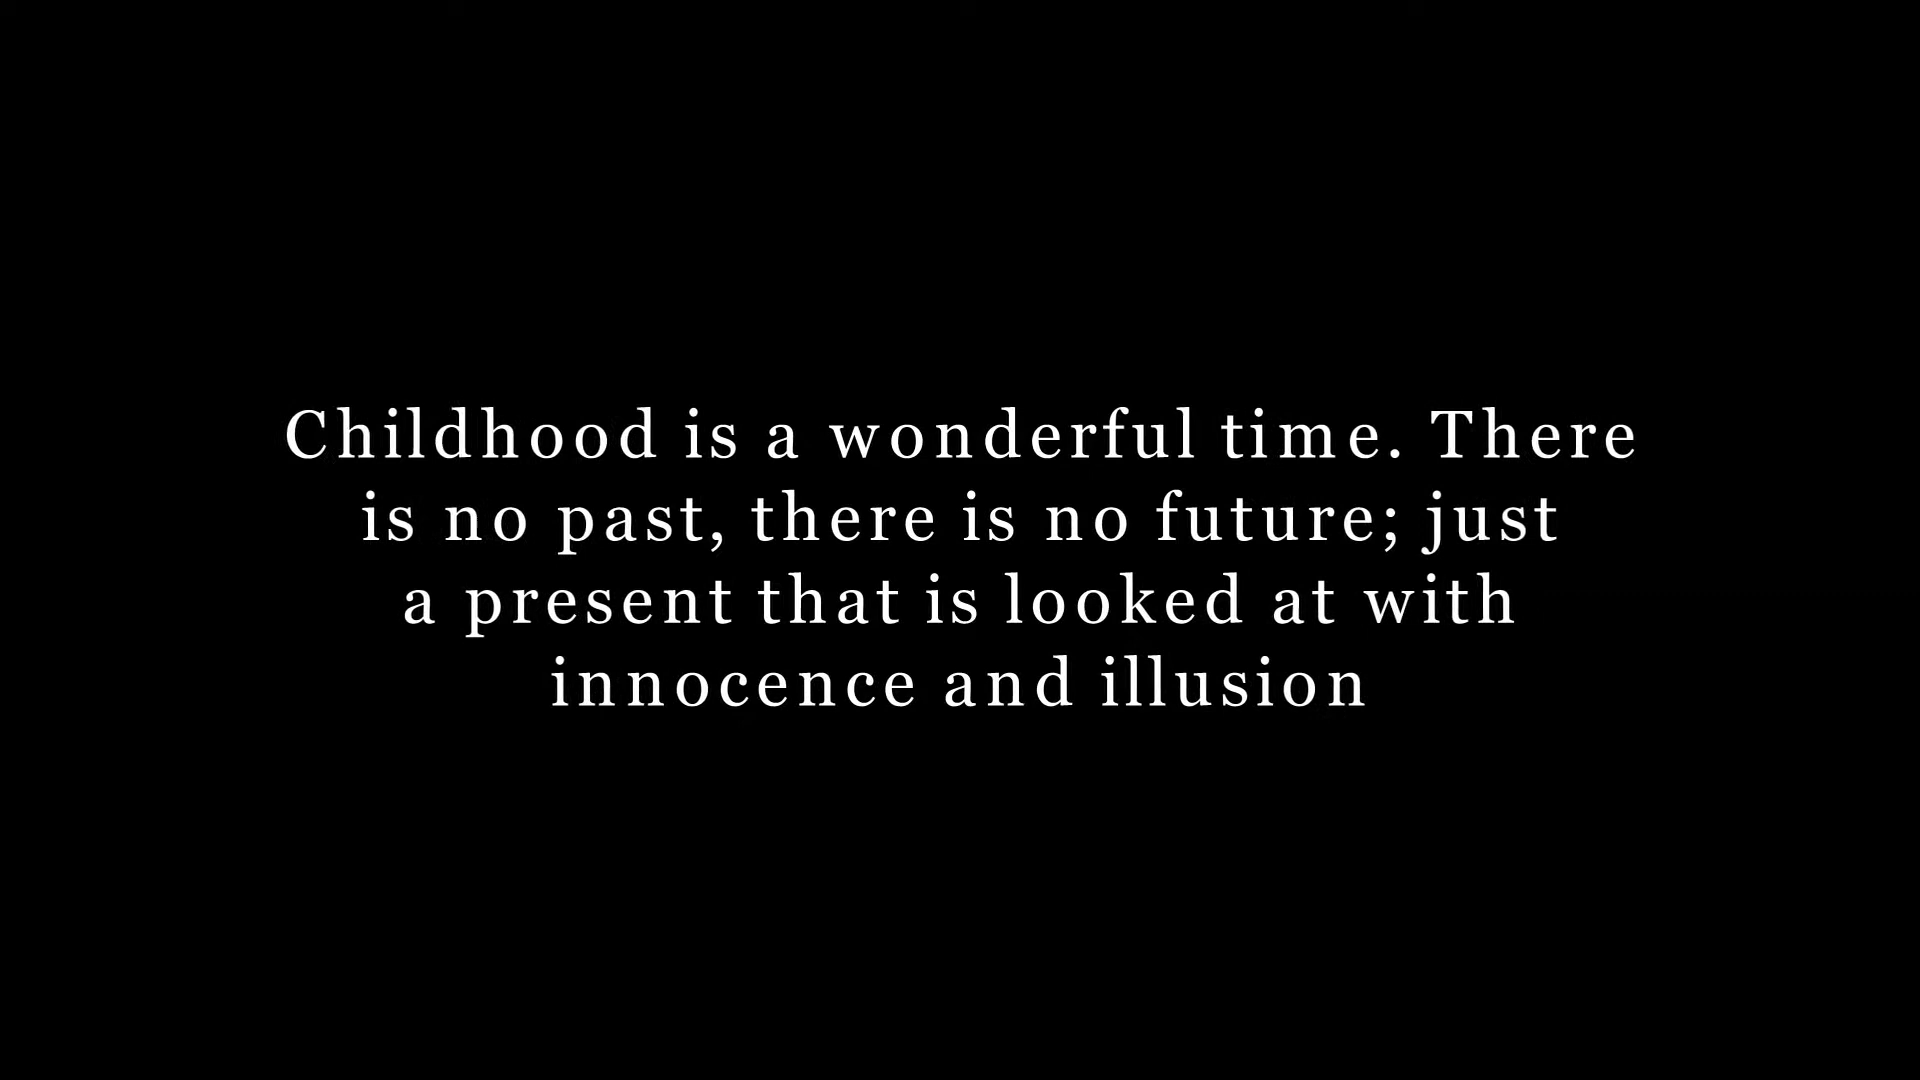 Childhood is a wonderful time. There
is no past, there is no future; just
a present that is looked at with
innocence and illusion